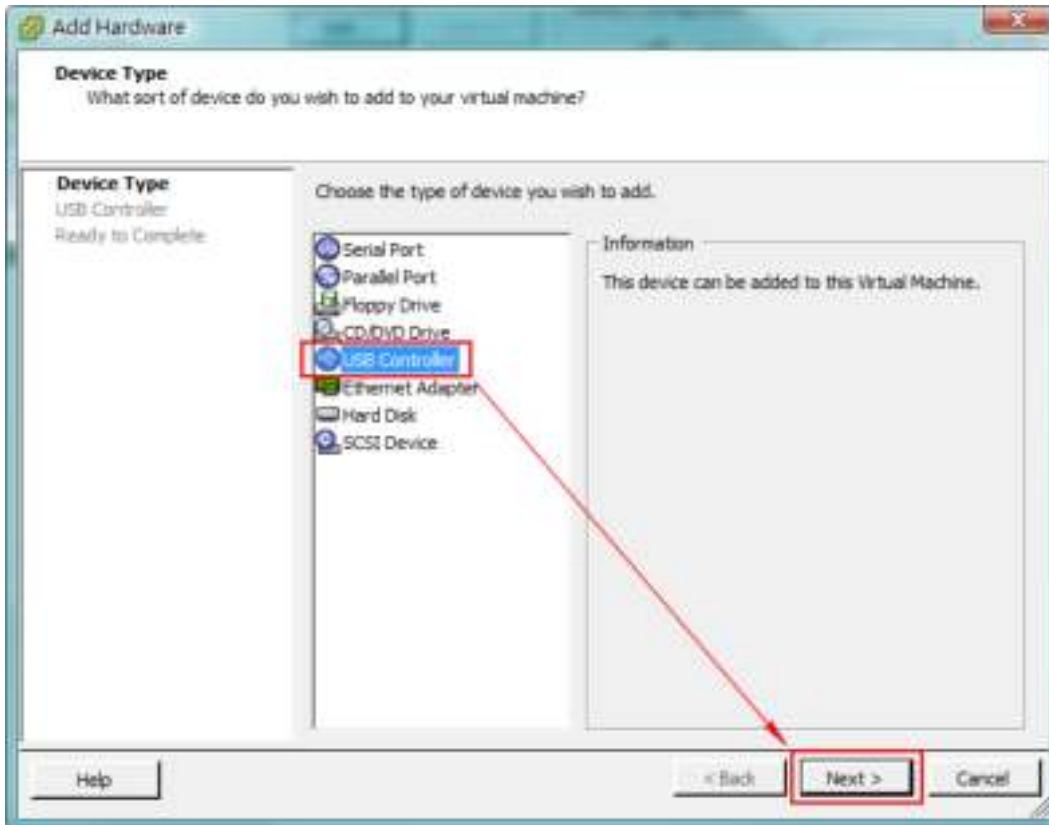 Add Hardware
Device Type
What sort of device do you wish to add to your virtual machine?
Device Type
USB Controller
Ready to Complete
Choose the type of device you wish to add.
Serial Port
Parallel Port
Floppy Drive
CD/DVD Drive
USB Controller
Ethernet Adapter
Hard Disk
SCSI Device
Information
This device can be added to this Virtual Machine.
Help
< Back
Next >
Cancel